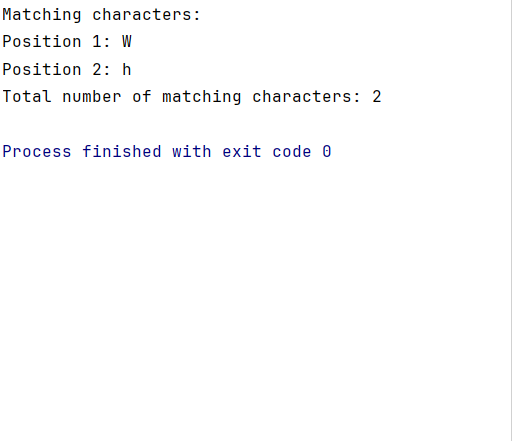 Matching characters:
Position 1: W
Position 2: h
Total number of matching characters: 2
Process finished with exit code 0